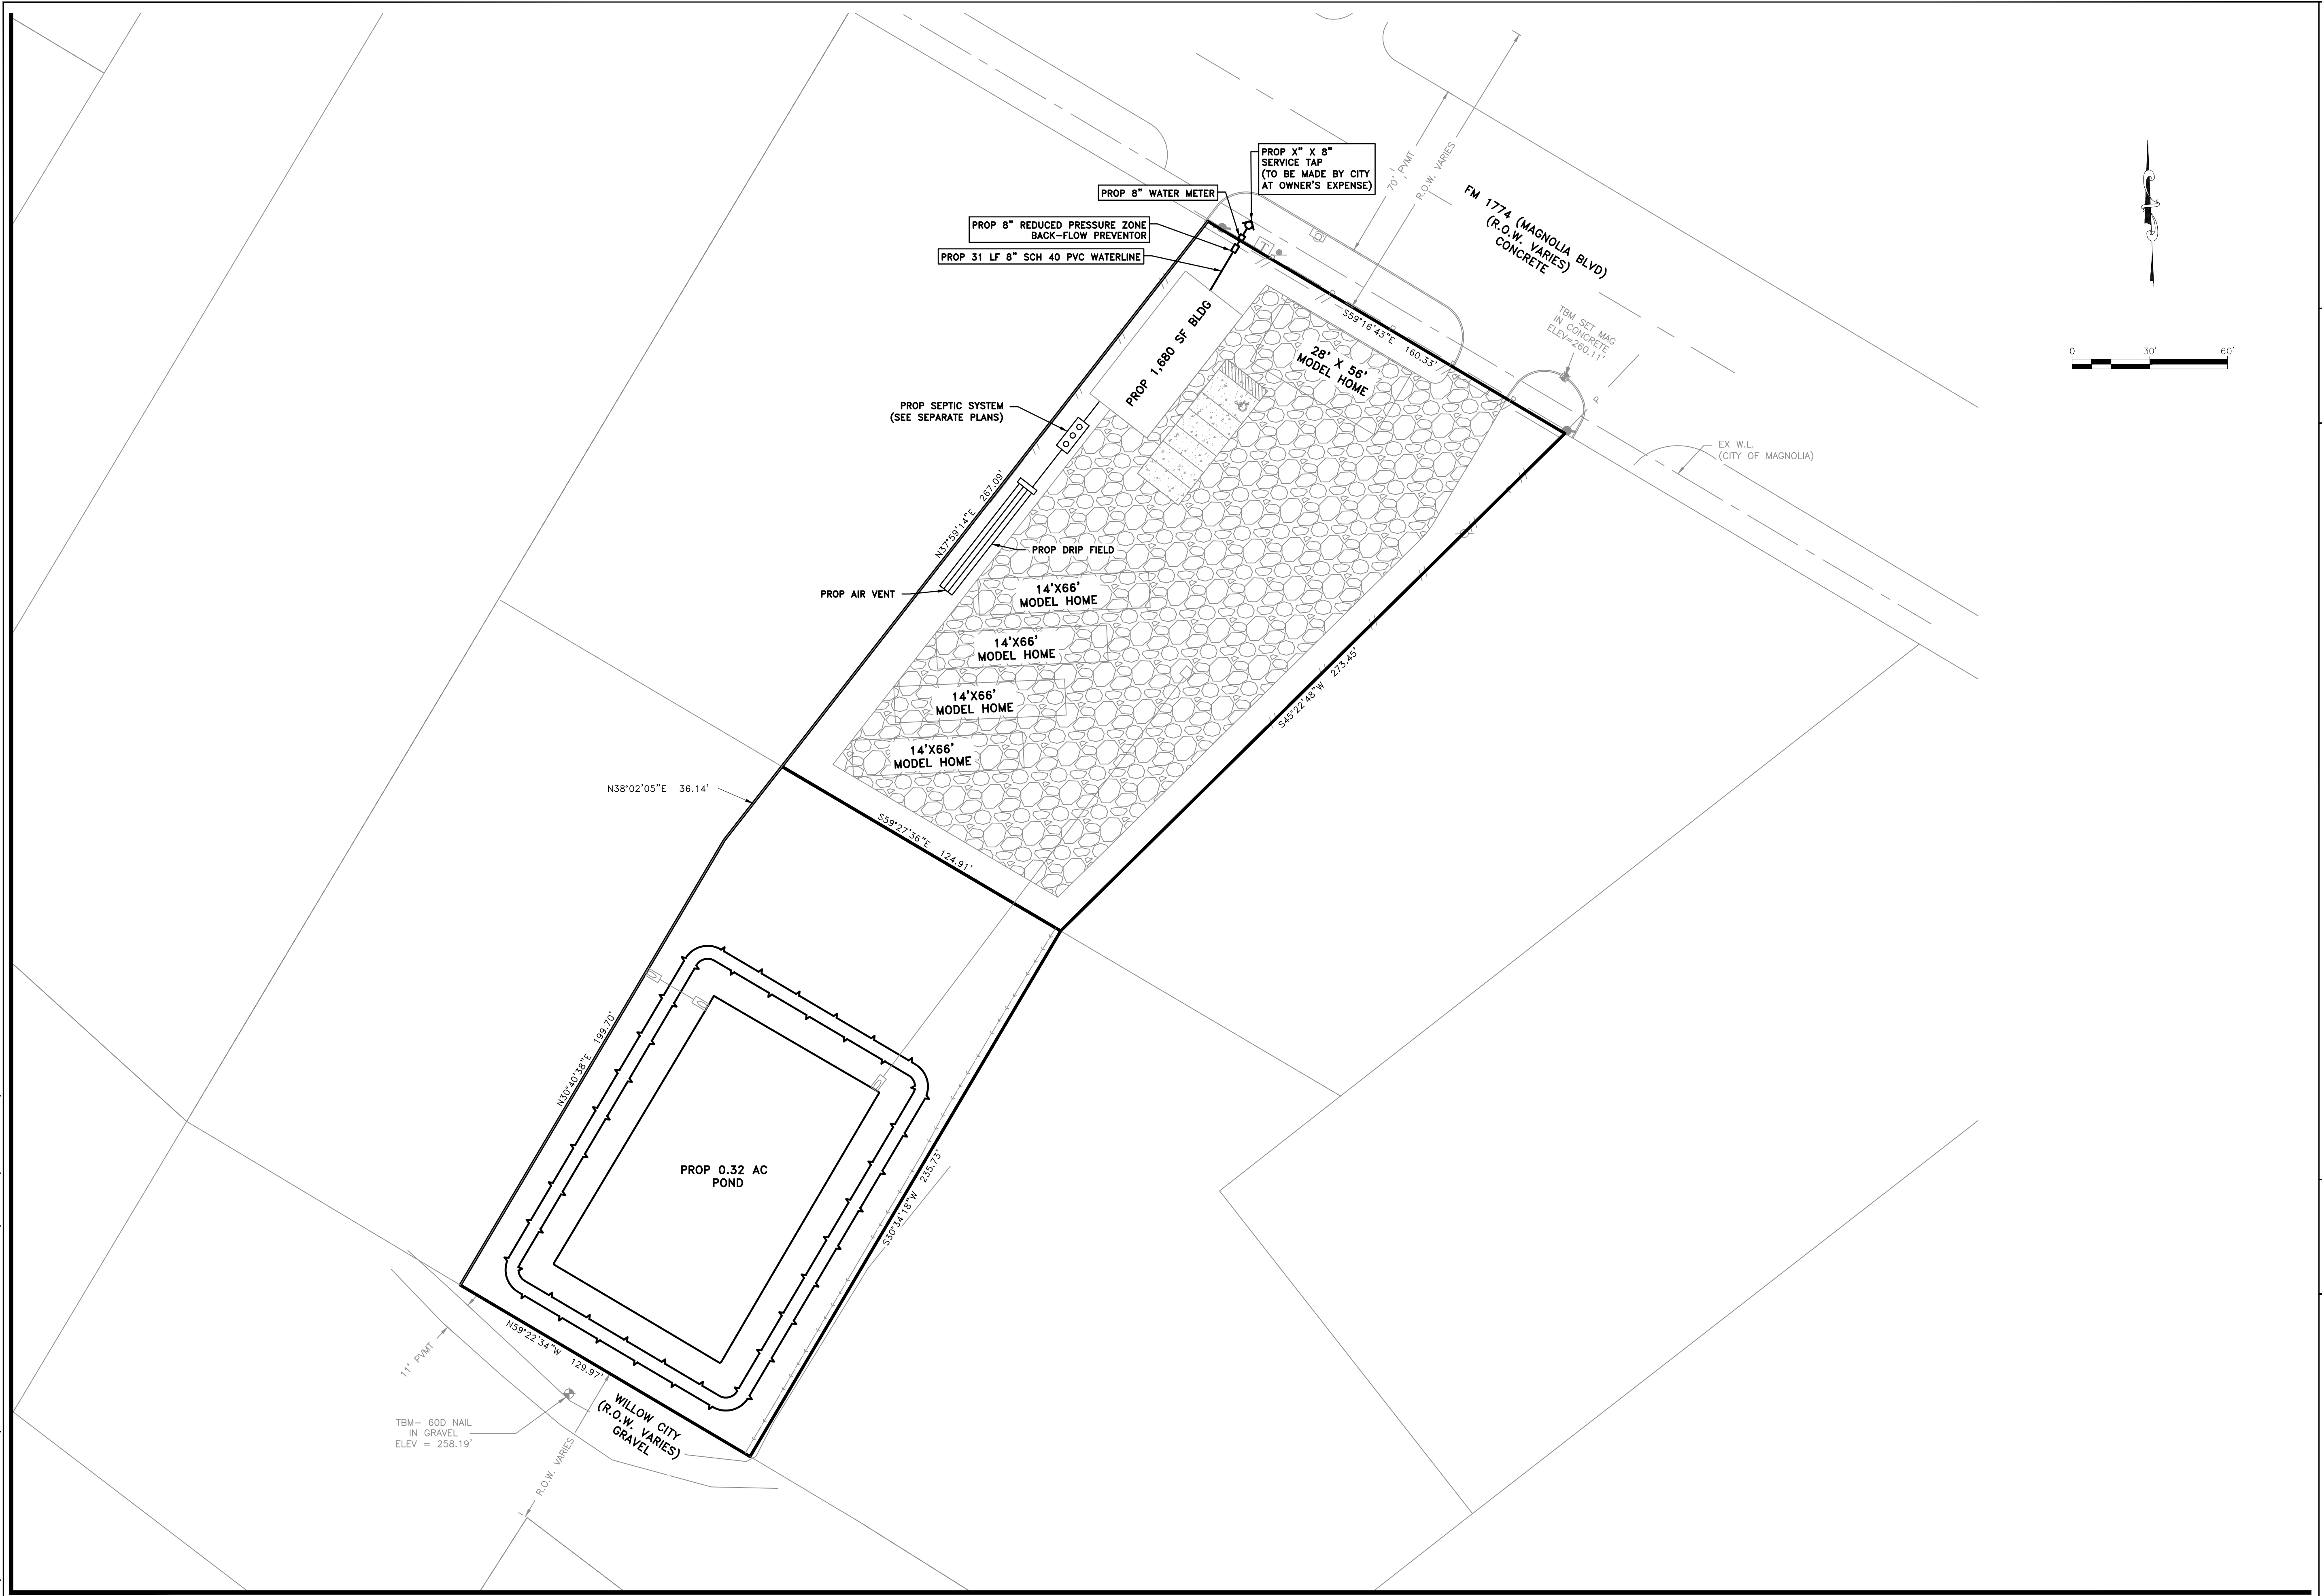 PROP X" X 8"
SERVICE TAP
(TO BE MADE BY CITY
AT OWNER'S EXPENSE)
PROP 8" WATER METER
PROP 8" REDUCED PRESSURE ZONE
BACK-FLOW PREVENTOR
PROP 31 LF 8" SCH 40 PVC WATERLINE
70' PVMT
R.O.W. VARIES
FM 1774 (MAGNOLIA BLVD)
(R.O.W. VARIES)
CONCRETE
TBM SET MAG
IN CONCRETE
ELEV=260.11'
0 30' 60'
T
S59°16'43"E 160.33'
28' X 56'
MODEL HOME
PROP 1,680 SF BLDG
PROP SEPTIC SYSTEM
(SEE SEPARATE PLANS)
P
EX W.L.
(CITY OF MAGNOLIA)
N37°59'14"E 267.09'
PROP DRIP FIELD
PROP AIR VENT
14'X66'
MODEL HOME
14'X66'
MODEL HOME
14'X66'
MODEL HOME
14'X66'
MODEL HOME
S45°22'48"W 273.45'
N38°02'05"E 36.14'
S59°27'36"E 124.91'
N30°40'38"E 199.70'
PROP 0.32 AC
POND
S30°34'18"W 235.73'
N59°22'34"W 129.97'
11' PVMT
WILLOW CITY
(R.O.W. VARIES)
GRAVEL
TBM- 60D NAIL
IN GRAVEL
ELEV = 258.19'
R.O.W. VARIES